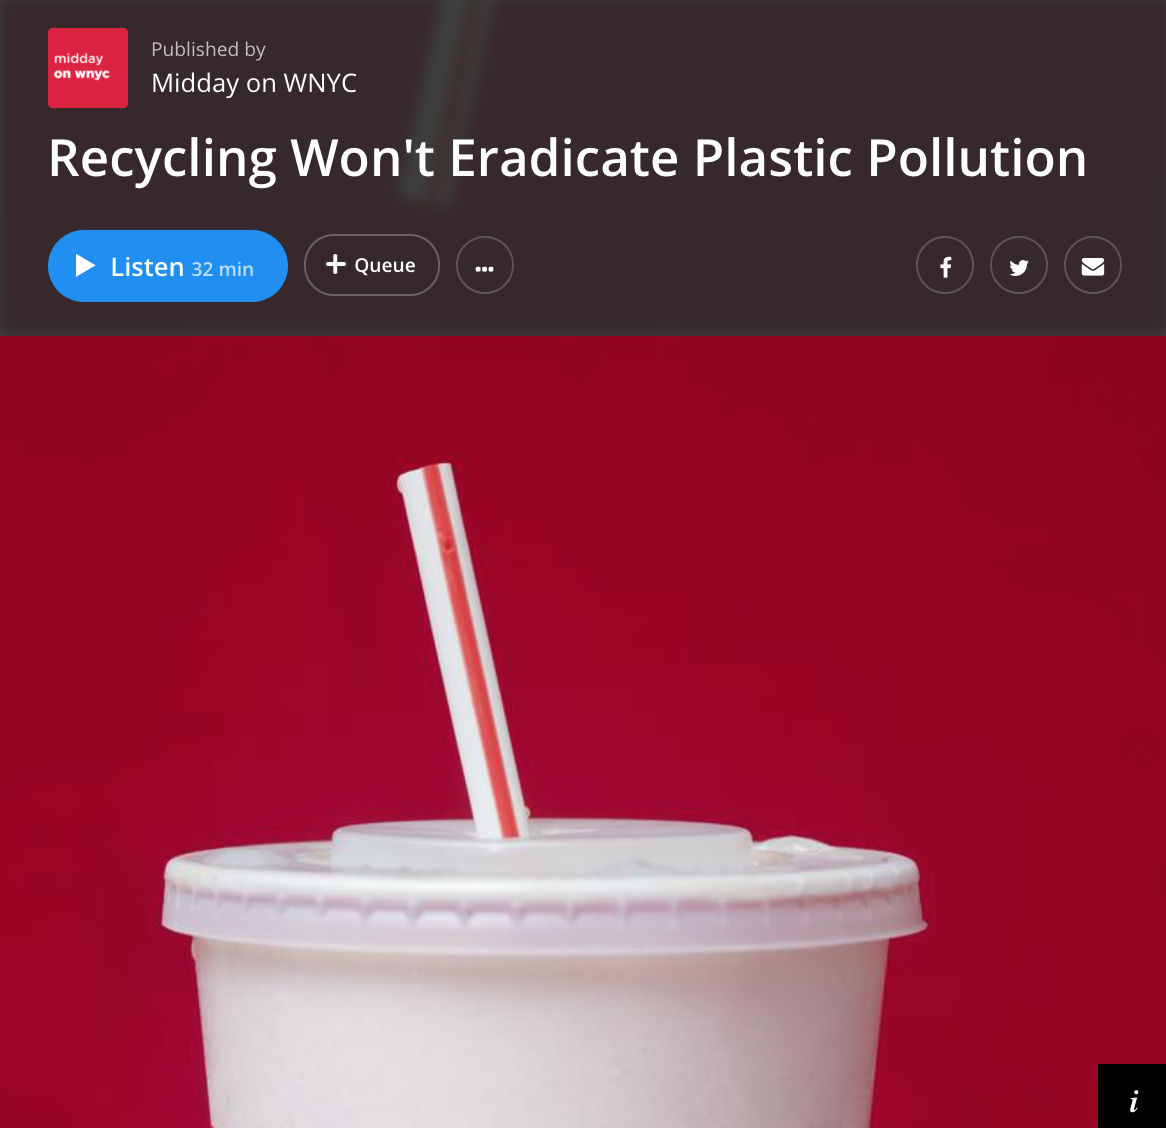 midday
on wnyc
Published by
Midday on WNYC
Recycling Won't Eradicate Plastic Pollution
Listen 32 min
Queue
i